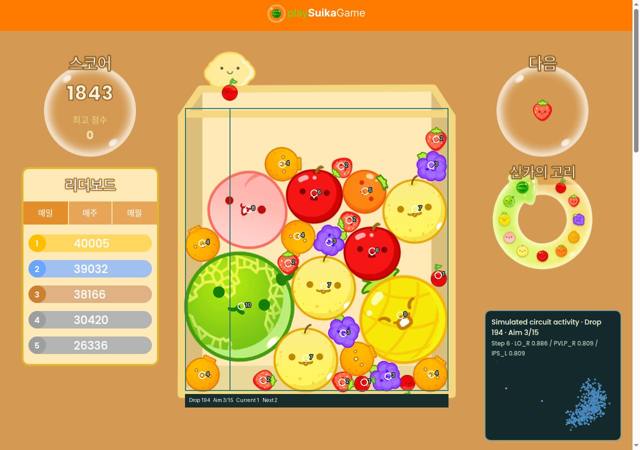 playSuikaGame
스코어
1843
최고 점수
0
다음
리더보드
매일 매주 매월
1 40005
2 39032
3 38166
4 30420
5 26336
신카의 고리
Simulated circuit activity · Drop
194 · Aim 3/15
Step 6 · LO_R 0.886 / PVLP_R 0.809 /
IPS_L 0.809
Drop 194 Aim 3/15 Current 1 Next 2